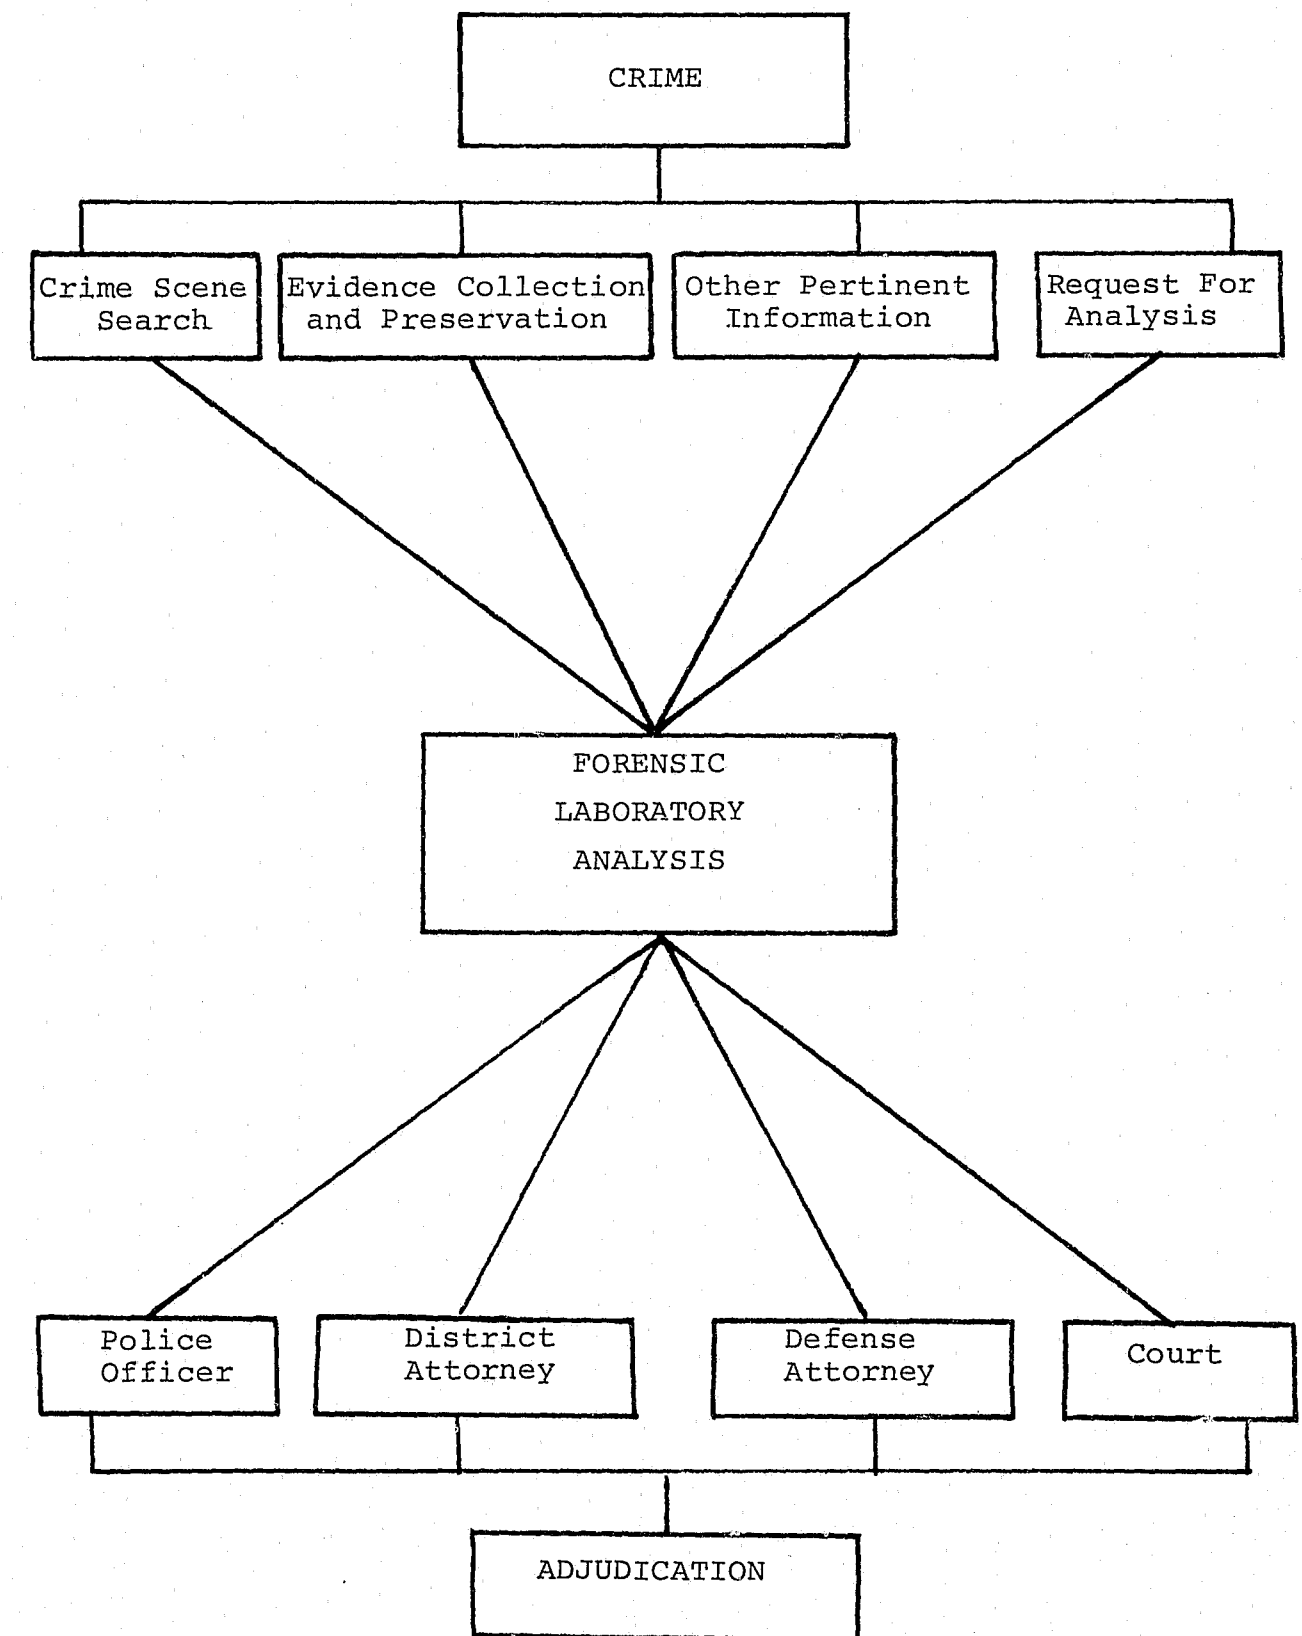 CRIME
Crime Scene
Search
Evidence Collection
and Preservation
Other Pertinent
Information
Request For
Analysis
FORENSIC
LABORATORY
ANALYSIS
Police
Officer
District
Attorney
Defense
Attorney
Court
ADJUDICATION